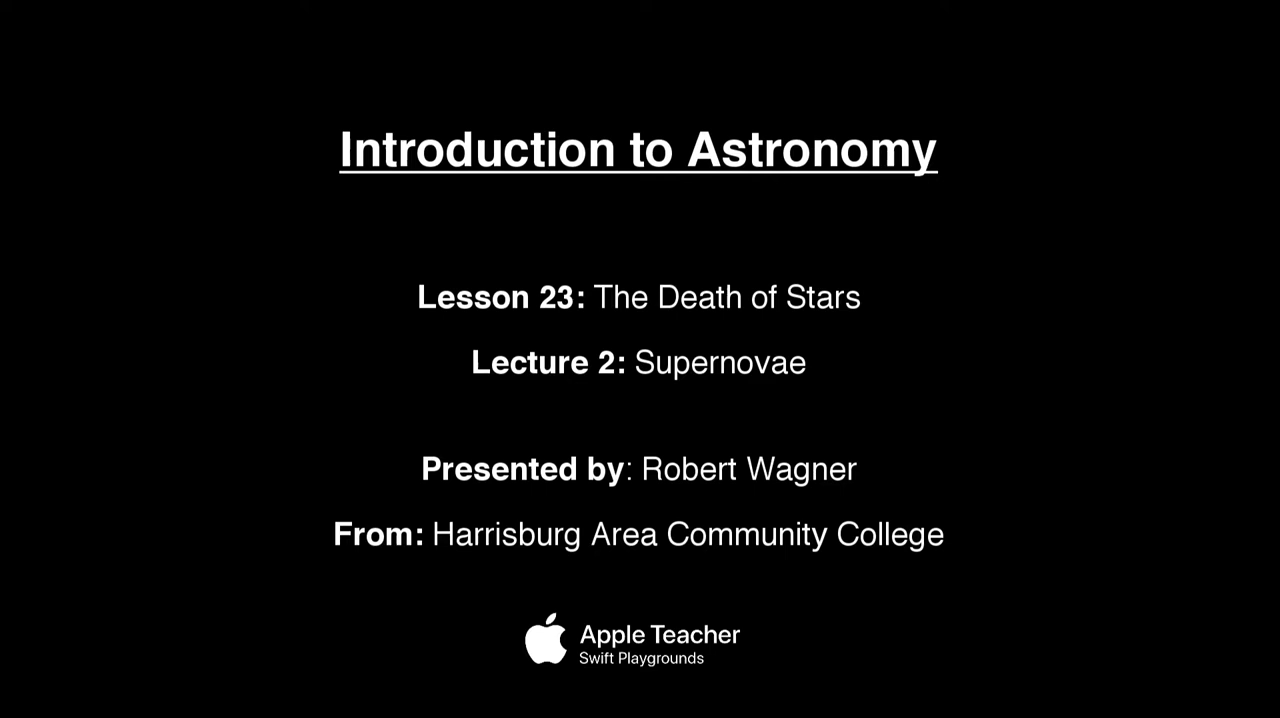 Introduction to Astronomy
Lesson 23: The Death of Stars
Lecture 2: Supernovae
Presented by: Robert Wagner
From: Harrisburg Area Community College
Apple Teacher
Swift Playgrounds